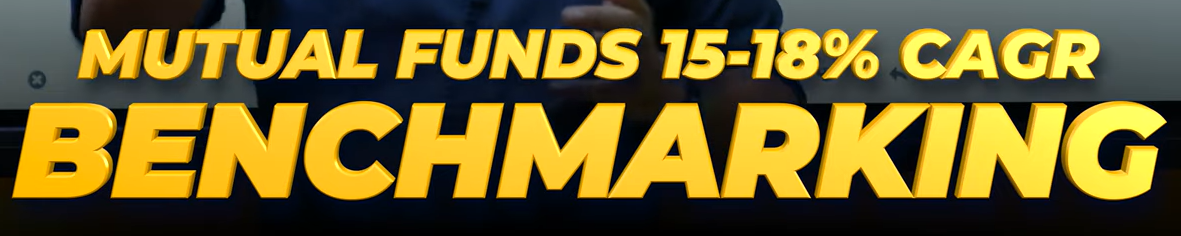 MUTUAL FUNDS 15-18% CAGR
BENCHMARKING